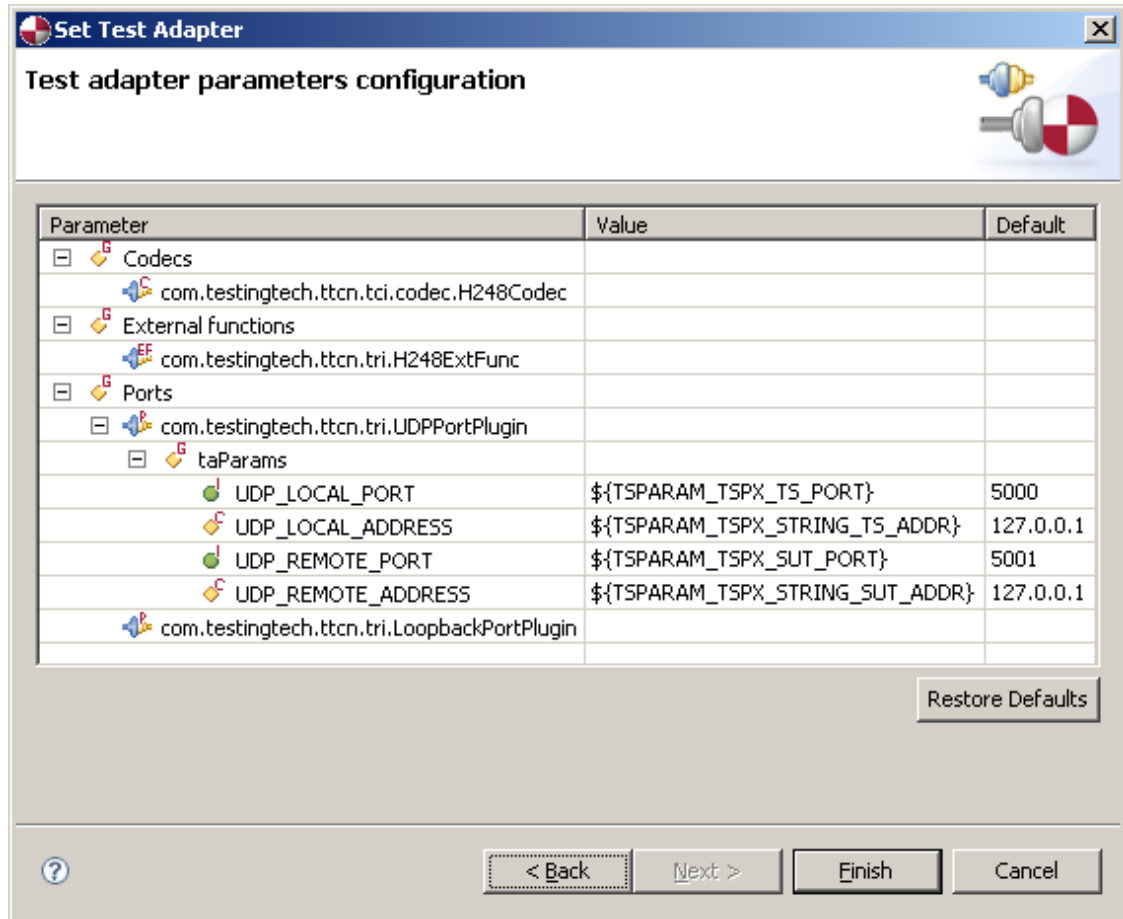 Set Test Adapter
Test adapter parameters configuration
Parameter Value Default
G Codecs
C com.testingtech.ttcn.tci.codec.H248Codec
G External functions
EF com.testingtech.ttcn.tri.H248ExtFunc
G Ports
P com.testingtech.ttcn.tri.UDPPortPlugin
G taParams
I UDP_LOCAL_PORT ${TSPARAM_TSPX_TS_PORT} 5000
C UDP_LOCAL_ADDRESS ${TSPARAM_TSPX_STRING_TS_ADDR} 127.0.0.1
I UDP_REMOTE_PORT ${TSPARAM_TSPX_SUT_PORT} 5001
C UDP_REMOTE_ADDRESS ${TSPARAM_TSPX_STRING_SUT_ADDR} 127.0.0.1
P com.testingtech.ttcn.tri.LoopbackPortPlugin
Restore Defaults
? < Back Next > Finish Cancel